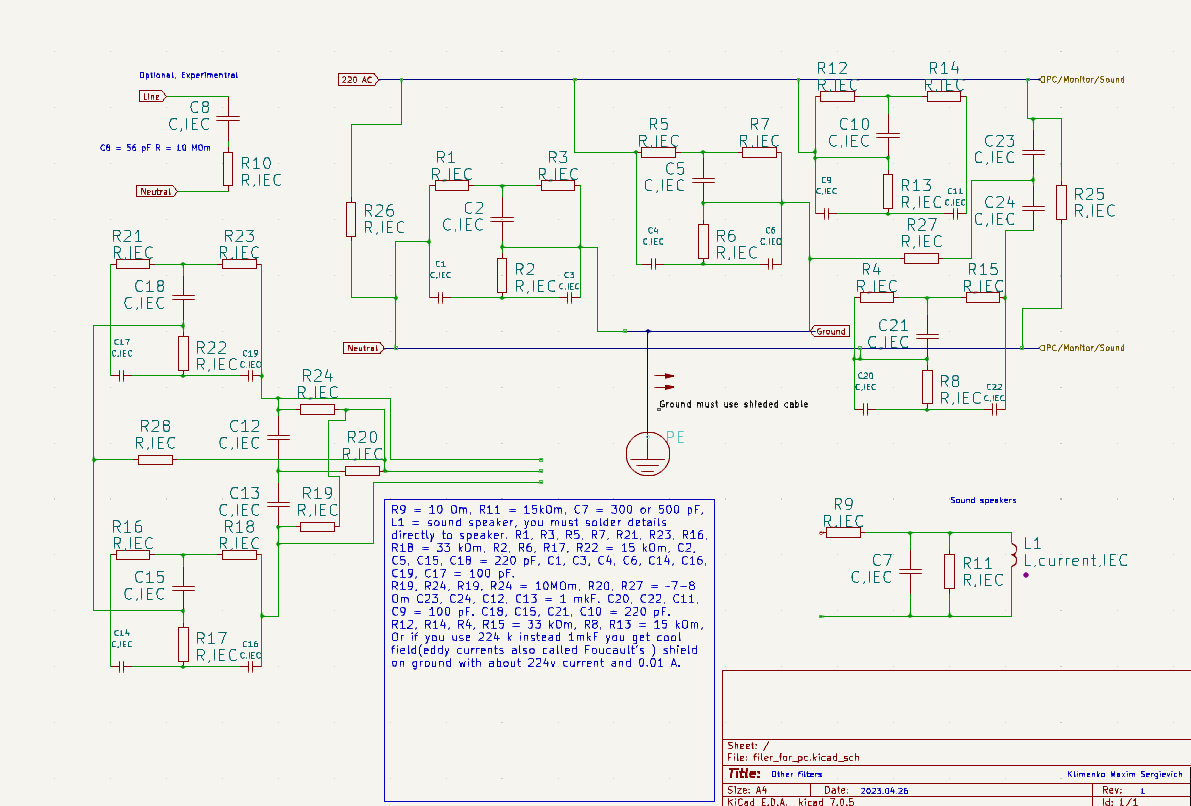 Optional, Experimentral
Line
C8
C,IEC
C8 = 56 pF R = 10 MOm
R10
R,IEC
Neutral
220 AC
R12
R,IEC
R14
R,IEC
PC/Monitor/Sound
R5
R,IEC
R7
R,IEC
C10
C,IEC
C23
C,IEC
R1
R,IEC
R3
R,IEC
C5
C,IEC
C9
C,IEC
R13
R,IEC
C11
C,IEC
C24
C,IEC
R25
R,IEC
R26
R,IEC
C2
C,IEC
C4
C,IEC
R6
R,IEC
C6
C,IEC
R27
R,IEC
C1
C,IEC
R2
R,IEC
C3
C,IEC
R4
R,IEC
R15
R,IEC
Ground
C21
C,IEC
Neutral
PC/Monitor/Sound
C20
C,IEC
R8
R,IEC
C22
C,IEC
Ground must use shieded cable
PE
R21
R,IEC
R23
R,IEC
C18
C,IEC
C17
C,IEC
R22
R,IEC
C19
C,IEC
R24
R,IEC
R28
R,IEC
C12
C,IEC
R20
R,IEC
C13
C,IEC
R19
R,IEC
R16
R,IEC
R18
R,IEC
C15
C,IEC
C14
C,IEC
R17
R,IEC
C16
C,IEC
R9 = 10 Om, R11 = 15kOm, C7 = 300 or 500 pF,
L1 = sound speaker, you must solder details
directly to speaker. R1, R3, R5, R7, R21, R23, R16,
R18 = 33 kOm, R2, R6, R17, R22 = 15 kOm, C2,
C5, C15, C18 = 220 pF, C1, C3, C4, C6, C14, C16,
C19, C17 = 100 pF.
R19, R24, R19, R24 = 10MOm, R20, R27 = ~7-8
Om C23, C24, C12, C13 = 1 mkF. C20, C22, C11,
C9 = 100 pF. C18, C15, C21, C10 = 220 pF.
R12, R14, R4, R15 = 33 kOm, R8, R13 = 15 kOm,
Or if you use 224 k instead 1mkF you get cool
field(eddy currents also called Foucault's ) shield
on ground with about 224v current and 0.01 A.
Sound speakers
R9
R,IEC
C7
C,IEC
R11
R,IEC
L1
L,current,IEC
Sheet: /
File: filer_for_pc.kicad_sch
Title: Other filters
Klimenko Maxim Sergievich
Size: A4
Date: 2023.04.26
Rev: 1
KiCad E.D.A. kicad 7.0.5
Id: 1/1